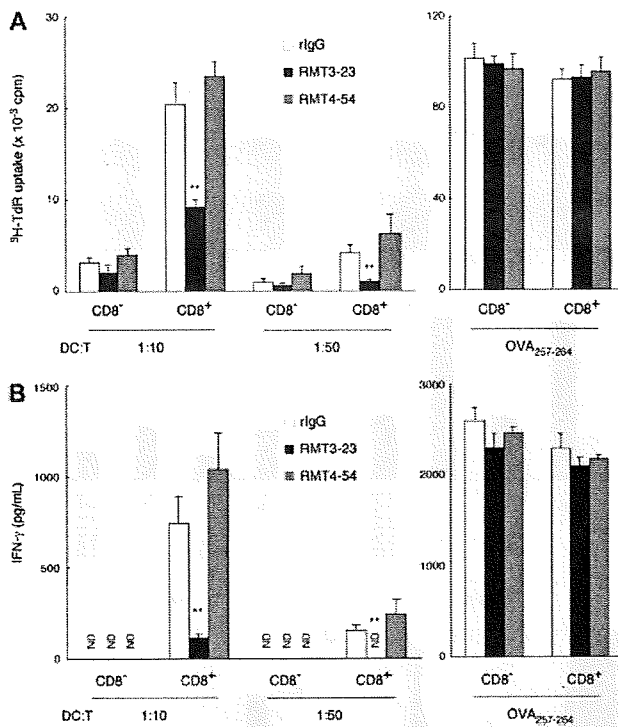 A
³H-TdR uptake (x 10⁻³ cpm)
30
20
10
0
rIgG
RMT3-23
RMT4-54
**
**
CD8⁻ CD8⁺ CD8⁻ CD8⁺
DC:T 1:10 1:50
120
80
40
0
CD8⁻ CD8⁺
OVA₂₅₇₋₂₆₄
B
IFN-γ (pg/mL)
1500
1000
500
0
rIgG
RMT3-23
RMT4-54
ND ND ND
**
ND ND ND
**
ND
CD8⁻ CD8⁺ CD8⁻ CD8⁺
DC:T 1:10 1:50
3000
2000
1000
0
CD8⁻ CD8⁺
OVA₂₅₇₋₂₆₄